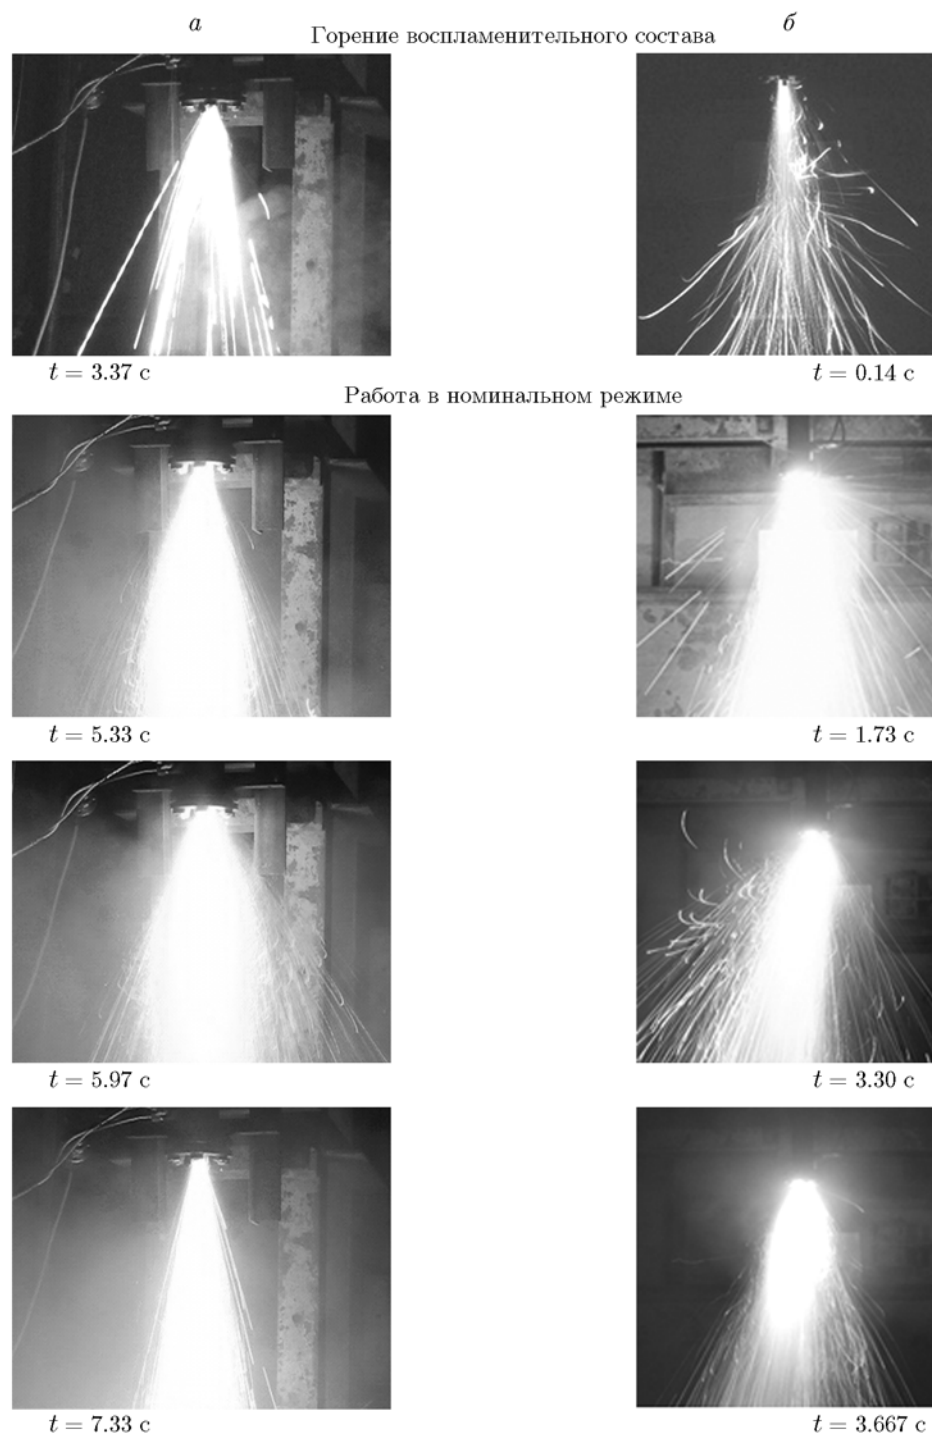 а
б
Горение воспламенительного состава
t = 3.37 с
t = 0.14 с
Работа в номинальном режиме
t = 5.33 с
t = 1.73 с
t = 5.97 с
t = 3.30 с
t = 7.33 с
t = 3.667 с